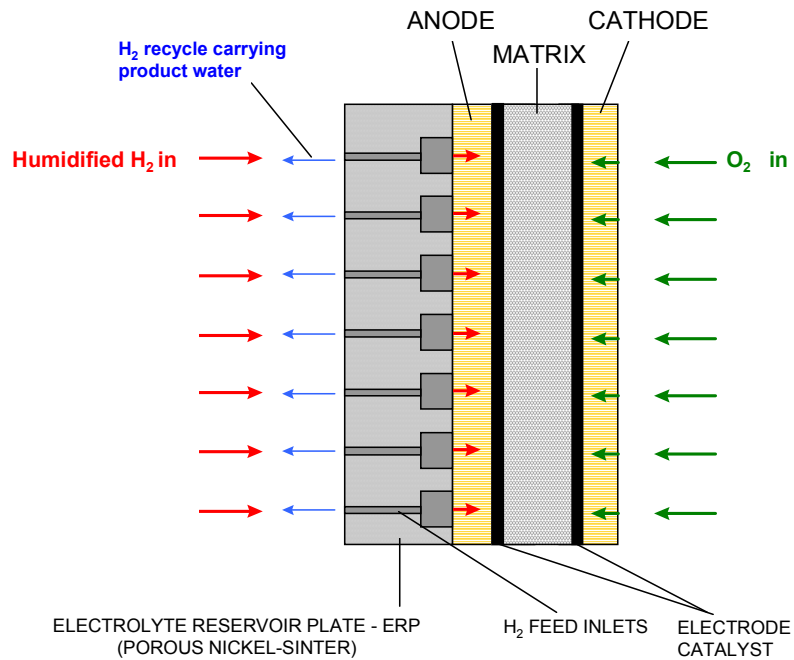 ANODE
CATHODE
MATRIX
H₂ recycle carrying
product water
Humidified H₂ in
O₂ in
ELECTROLYTE RESERVOIR PLATE - ERP
(POROUS NICKEL-SINTER)
H₂ FEED INLETS
ELECTRODE
CATALYST